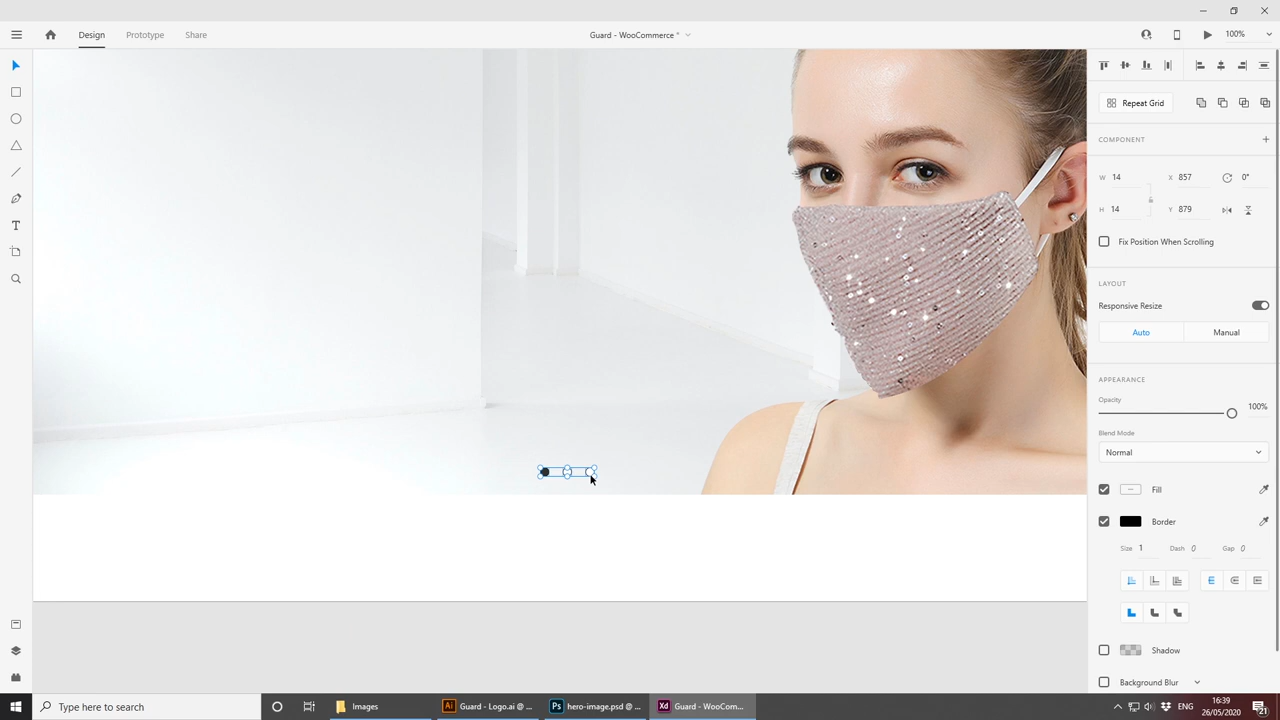 Design Prototype Share
Guard - WooCommerce *
100%
Repeat Grid
COMPONENT
W 14 X 857 0°
H 14 Y 879
Fix Position When Scrolling
LAYOUT
Responsive Resize
Auto Manual
APPEARANCE
Opacity
100%
Blend Mode
Normal
Fill
Border
Size 1 Dash 0 Gap 0
Shadow
Background Blur
Type here to search
Images
Ai Guard - Logo.ai @ ...
Ps hero-image.psd @ ...
Xd Guard - WooCom...
ENG
16:39
26/05/2020